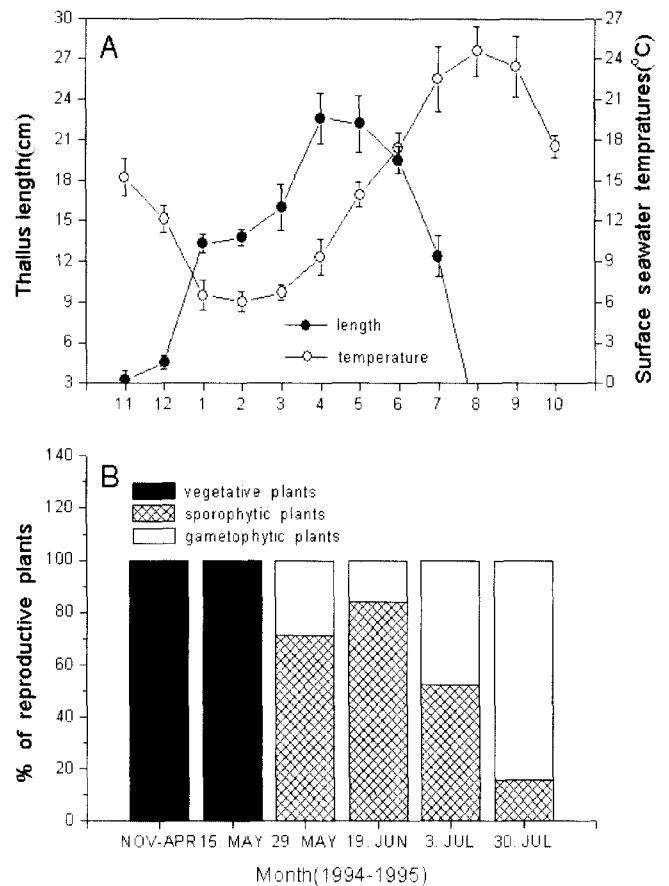 A
Thallus length(cm)
30
27
24
21
18
15
12
9
6
3
Surface seawater tempratures(°C)
27
24
21
18
15
12
9
6
3
0
length
temperature
11 12 1 2 3 4 5 6 7 8 9 10
B
% of reproductive plants
140
120
100
80
60
40
20
0
vegetative plants
sporophytic plants
gametophytic plants
NOV-APR 15. MAY 29. MAY 19. JUN 3. JUL 30. JUL
Month(1994-1995)